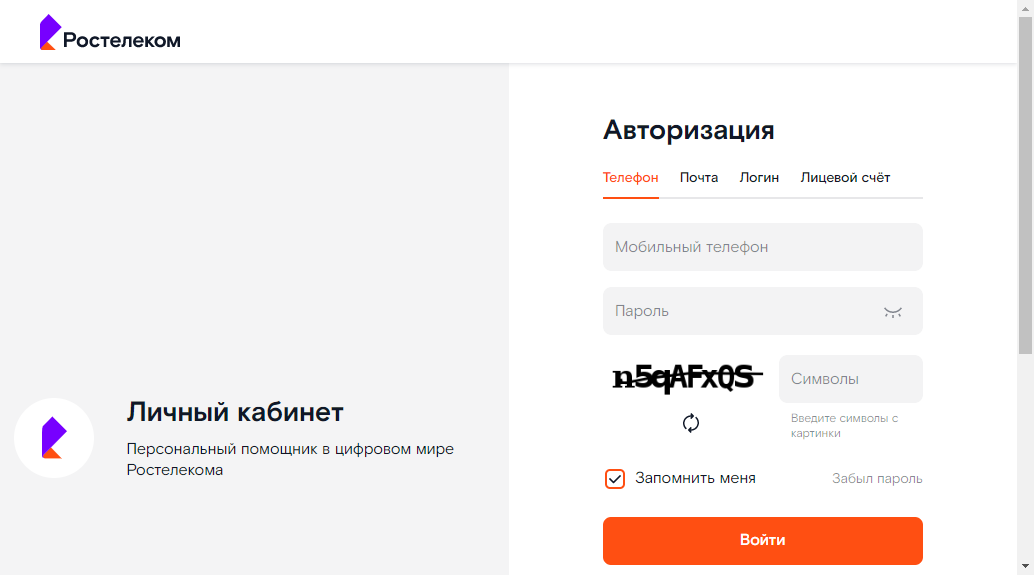 Ростелеком
Авторизация
Телефон Почта Логин Лицевой счёт
Мобильный телефон
Пароль
n5qAFxQS
Символы
Введите символы с
картинки
Запомнить меня
Забыл пароль
Войти
Личный кабинет
Персональный помощник в цифровом мире
Ростелекома